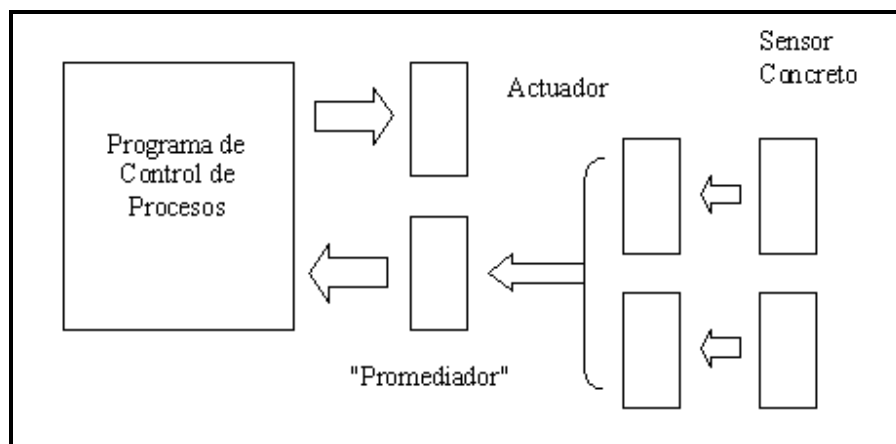 Programa de
Control de
Procesos
Actuador
Sensor
Concreto
"Promediador"